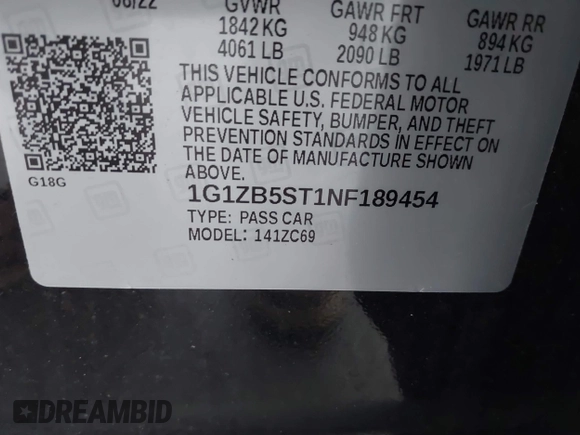 06/22 GVWR GAWR FRT GAWR RR
1842 KG 948 KG 894 KG
4061 LB 2090 LB 1971 LB
THIS VEHICLE CONFORMS TO ALL
APPLICABLE U.S. FEDERAL MOTOR
VEHICLE SAFETY, BUMPER, AND THEFT
PREVENTION STANDARDS IN EFFECT ON
THE DATE OF MANUFACTURE SHOWN
ABOVE.
G18G
1G1ZB5ST1NF189454
TYPE: PASS CAR
MODEL: 141ZC69
DREAMBID